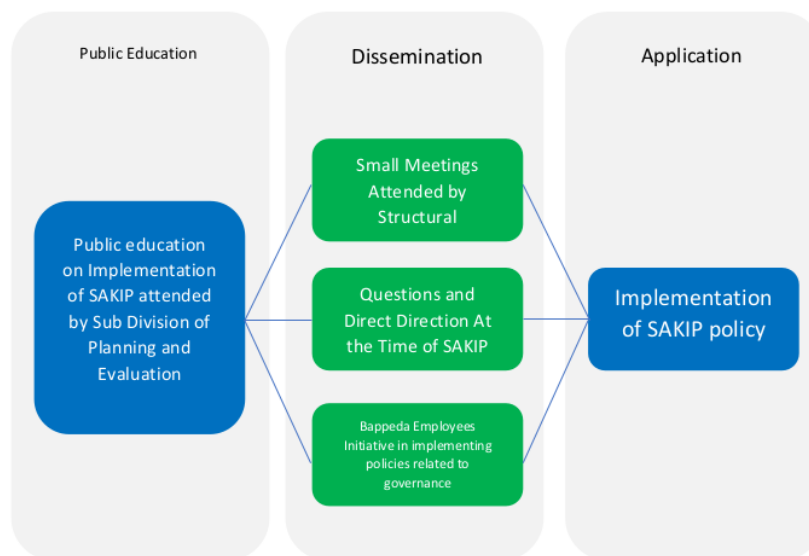 Public Education
Public education
on Implementation
of SAKIP attended
by Sub Division of
Planning and
Evaluation
Dissemination
Small Meetings
Attended by
Structural
Questions and
Direct Direction At
the Time of SAKIP
Bappeda Employees
Initiative in implementing
policies related to
governance
Application
Implementation
of SAKIP policy